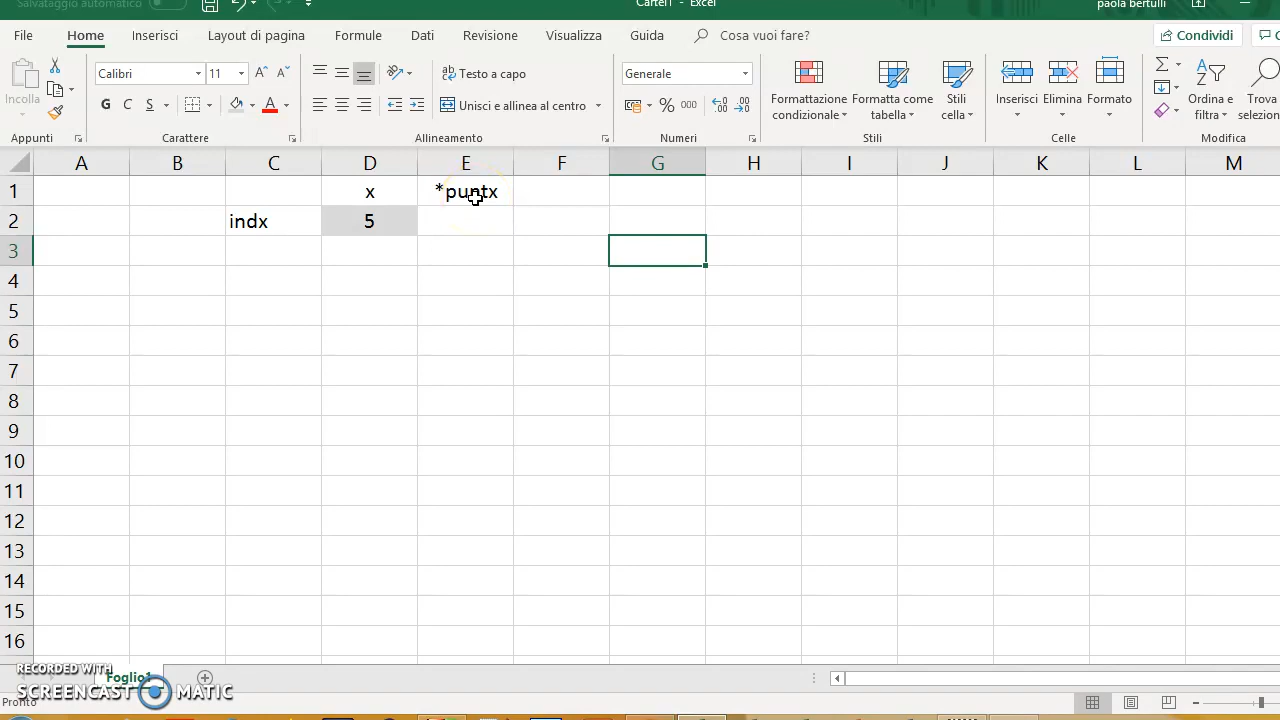 Salvataggio automatico
Cartel1 - Excel
paola bertulli
File Home Inserisci Layout di pagina Formule Dati Revisione Visualizza Guida Cosa vuoi fare? Condividi
Incolla
Calibri 11
G C S
Testo a capo
Unisci e allinea al centro
Generale
% 000
Formattazione condizionale
Formatta come tabella
Stili cella
Inserisci Elimina Formato
Ordina e filtra
Trova
Appunti Carattere Allineamento Numeri Stili Celle Modifica
A B C D E F G H I J K L M
1 x *puntx
2 indx 5
3
4
5
6
7
8
9
10
11
12
13
14
15
16
RECORDED WITH
SCREENCAST MATIC
Foglio1
Pronto